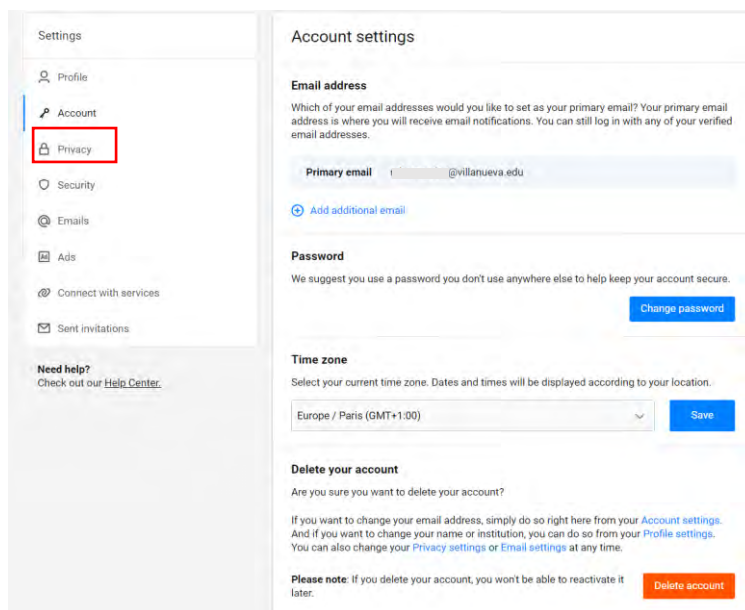 Settings
Profile
Account
Privacy
Security
Emails
Ads
Connect with services
Sent invitations
Need help?
Check out our Help Center.
Account settings
Email address
Which of your email addresses would you like to set as your primary email? Your primary email
address is where you will receive email notifications. You can still log in with any of your verified
email addresses.
Primary email @villanueva.edu
Add additional email
Password
We suggest you use a password you don't use anywhere else to help keep your account secure.
Change password
Time zone
Select your current time zone. Dates and times will be displayed according to your location.
Europe / Paris (GMT+1:00)
Save
Delete your account
Are you sure you want to delete your account?
If you want to change your email address, simply do so right here from your Account settings.
And if you want to change your name or institution, you can do so from your Profile settings.
You can also change your Privacy settings or Email settings at any time.
Please note: If you delete your account, you won't be able to reactivate it
later.
Delete account